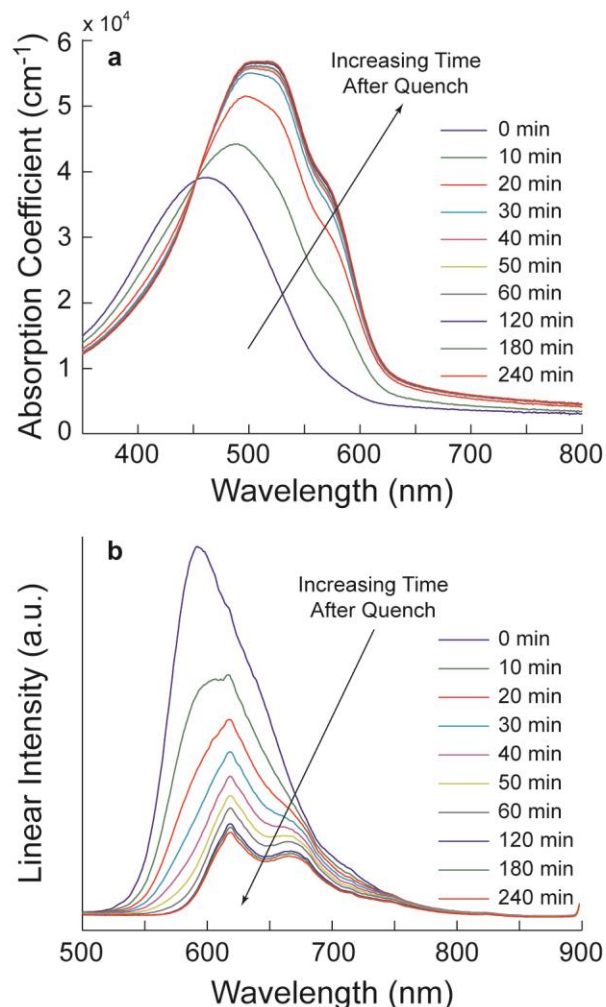 x 10⁴
a
Increasing Time
After Quench
6
5
4
3
2
1
0
Absorption Coefficient (cm⁻¹)
0 min
10 min
20 min
30 min
40 min
50 min
60 min
120 min
180 min
240 min
400 500 600 700 800
Wavelength (nm)
b
Increasing Time
After Quench
Linear Intensity (a.u.)
0 min
10 min
20 min
30 min
40 min
50 min
60 min
120 min
180 min
240 min
500 600 700 800 900
Wavelength (nm)